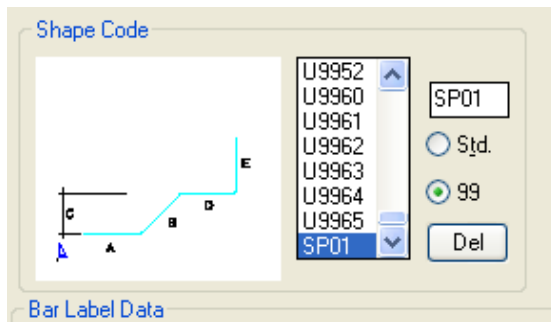 Shape Code
U9952
U9960
U9961
U9962
U9963
U9964
U9965
SP01
SP01
Std.
99
Del
E
D
B
C
A
Bar Label Data